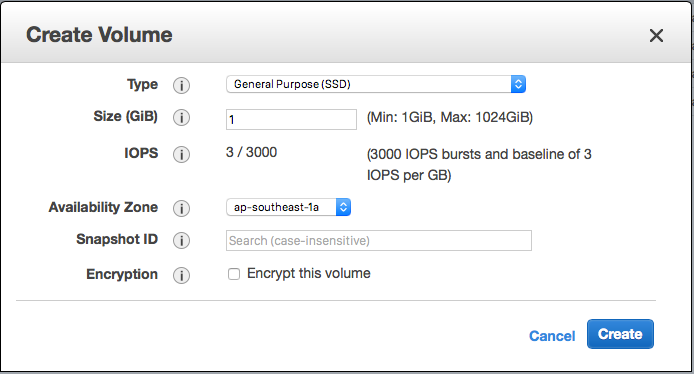 Create Volume
Type
General Purpose (SSD)
Size (GiB)
1
(Min: 1GiB, Max: 1024GiB)
IOPS
3 / 3000
(3000 IOPS bursts and baseline of 3
IOPS per GB)
Availability Zone
ap-southeast-1a
Snapshot ID
Search (case-insensitive)
Encryption
Encrypt this volume
Cancel
Create